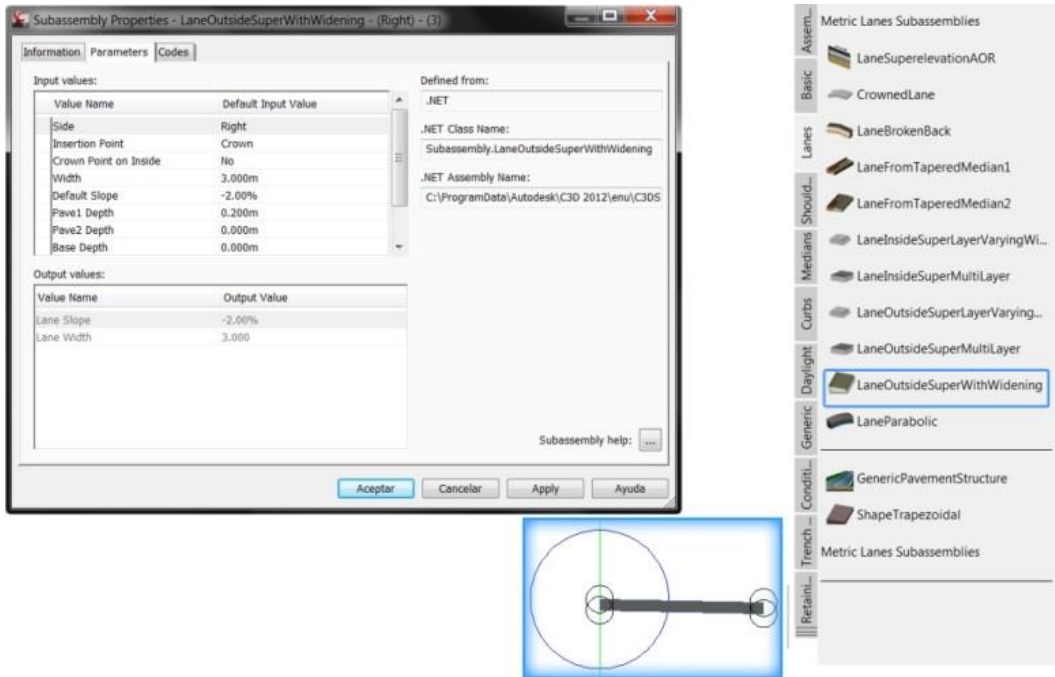 Subassembly Properties - LaneOutsideSuperWithWidening - (Right) - (3)
Information Parameters Codes
Input values:
Value Name Default Input Value
Side Right
Insertion Point Crown
Crown Point on Inside No
Width 3.000m
Default Slope -2.00%
Pave1 Depth 0.200m
Pave2 Depth 0.000m
Base Depth 0.000m
Output values:
Value Name Output Value
Lane Slope -2.00%
Lane Width 3.000
Defined from:
.NET
.NET Class Name:
Subassembly.LaneOutsideSuperWithWidening
.NET Assembly Name:
C:\ProgramData\Autodesk\C3D 2012\enu\C3DS
Subassembly help: ...
Aceptar Cancelar Apply Ayuda
Assem...
Basic
Lanes
Should...
Medians
Curbs
Daylight
Generic
Conditi...
Trench ...
Retaini...
Metric Lanes Subassemblies
LaneSuperelevationAOR
CrownedLane
LaneBrokenBack
LaneFromTaperedMedian1
LaneFromTaperedMedian2
LaneInsideSuperLayerVaryingWi...
LaneInsideSuperMultiLayer
LaneOutsideSuperLayerVarying...
LaneOutsideSuperMultiLayer
LaneOutsideSuperWithWidening
LaneParabolic
GenericPavementStructure
ShapeTrapezoidal
Metric Lanes Subassemblies